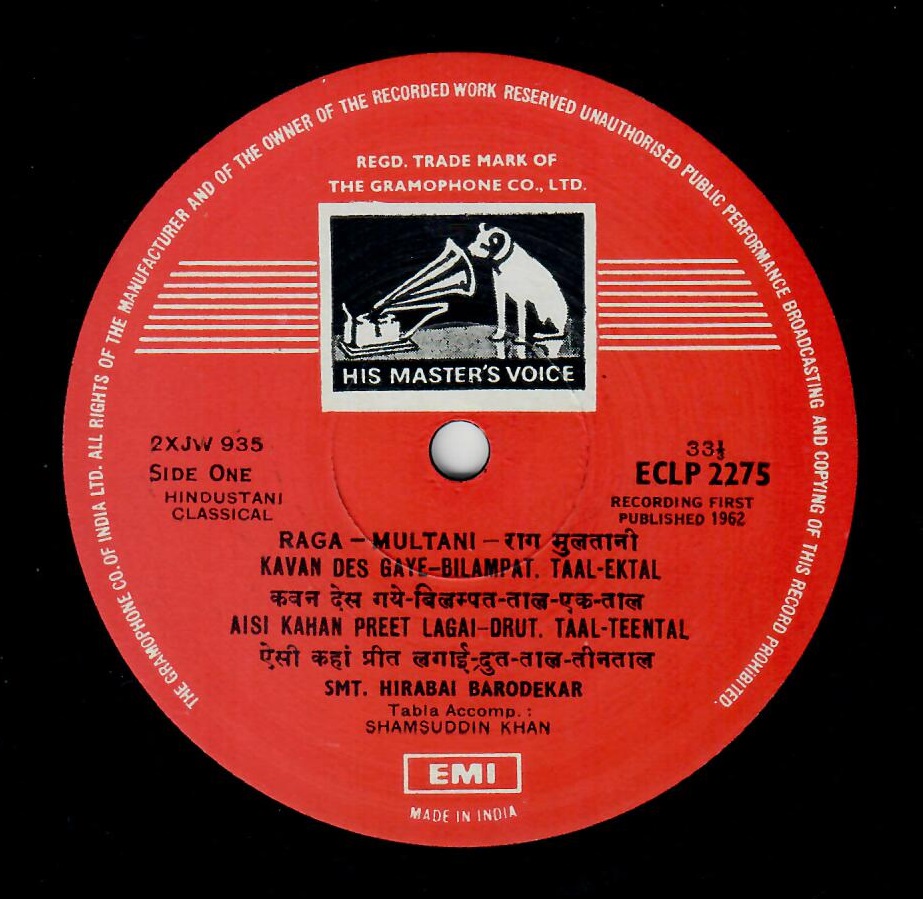 THE GRAMOPHONE CO. OF INDIA LTD. ALL RIGHTS OF THE MANUFACTURER AND OF THE OWNER OF THE RECORDED WORK RESERVED UNAUTHORISED PUBLIC PERFORMANCE BROADCASTING AND COPYING OF THIS RECORD PROHIBITED.
REGD. TRADE MARK OF
THE GRAMOPHONE CO., LTD.
HIS MASTER'S VOICE
2XJW 935
SIDE ONE
HINDUSTANI
CLASSICAL
33⅓
ECLP 2275
RECORDING FIRST
PUBLISHED 1962
RAGA – MULTANI – राग मुलतानी
KAVAN DES GAYE–BILAMPAT. TAAL-EKTAL
कवन देस गये-बिलम्पत-ताल-एक-ताल
AISI KAHAN PREET LAGAI–DRUT. TAAL-TEENTAL
ऐसी कहां प्रीत लगाई-द्रुत-ताल-तीनताल
SMT. HIRABAI BARODEKAR
Tabla Accomp. :
SHAMSUDDIN KHAN
EMI
MADE IN INDIA